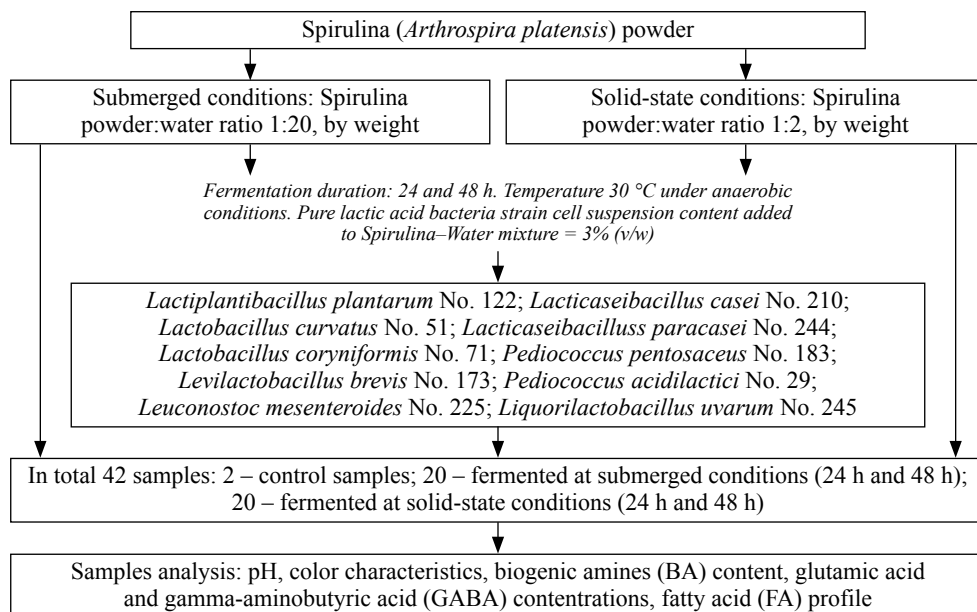 Spirulina (Arthrospira platensis) powder
Submerged conditions: Spirulina
powder:water ratio 1:20, by weight
Solid-state conditions: Spirulina
powder:water ratio 1:2, by weight
Fermentation duration: 24 and 48 h. Temperature 30 °C under anaerobic
conditions. Pure lactic acid bacteria strain cell suspension content added
to Spirulina–Water mixture = 3% (v/w)
Lactiplantibacillus plantarum No. 122; Lacticaseibacillus casei No. 210;
Lactobacillus curvatus No. 51; Lacticaseibacilluss paracasei No. 244;
Lactobacillus coryniformis No. 71; Pediococcus pentosaceus No. 183;
Levilactobacillus brevis No. 173; Pediococcus acidilactici No. 29;
Leuconostoc mesenteroides No. 225; Liquorilactobacillus uvarum No. 245
In total 42 samples: 2 – control samples; 20 – fermented at submerged conditions (24 h and 48 h);
20 – fermented at solid-state conditions (24 h and 48 h)
Samples analysis: pH, color characteristics, biogenic amines (BA) content, glutamic acid
and gamma-aminobutyric acid (GABA) contentrations, fatty acid (FA) profile